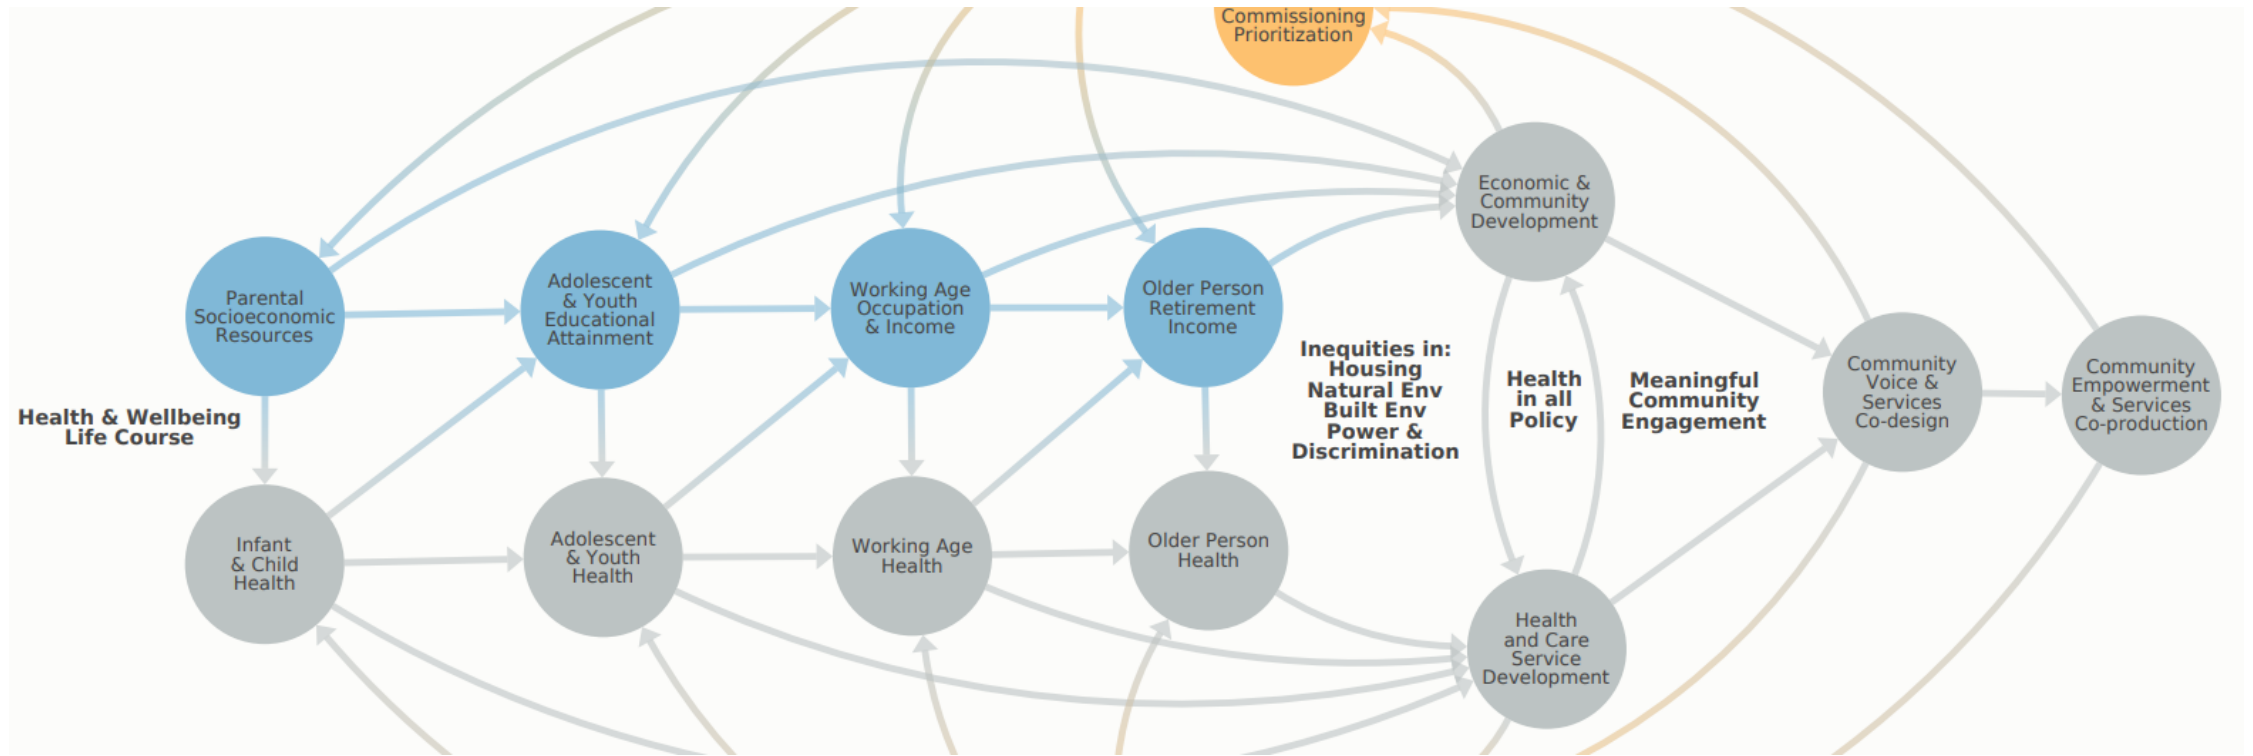 Commissioning
Prioritization
Economic &
Community
Development
Parental
Socioeconomic
Resources
Adolescent
& Youth
Educational
Attainment
Working Age
Occupation
& Income
Older Person
Retirement
Income
Inequities in:
Housing
Natural Env
Built Env
Power &
Discrimination
Health
in all
Policy
Meaningful
Community
Engagement
Community
Voice &
Services
Co-design
Community
Empowerment
& Services
Co-production
Health & Wellbeing
Life Course
Infant
& Child
Health
Adolescent
& Youth
Health
Working Age
Health
Older Person
Health
Health
and Care
Service
Development